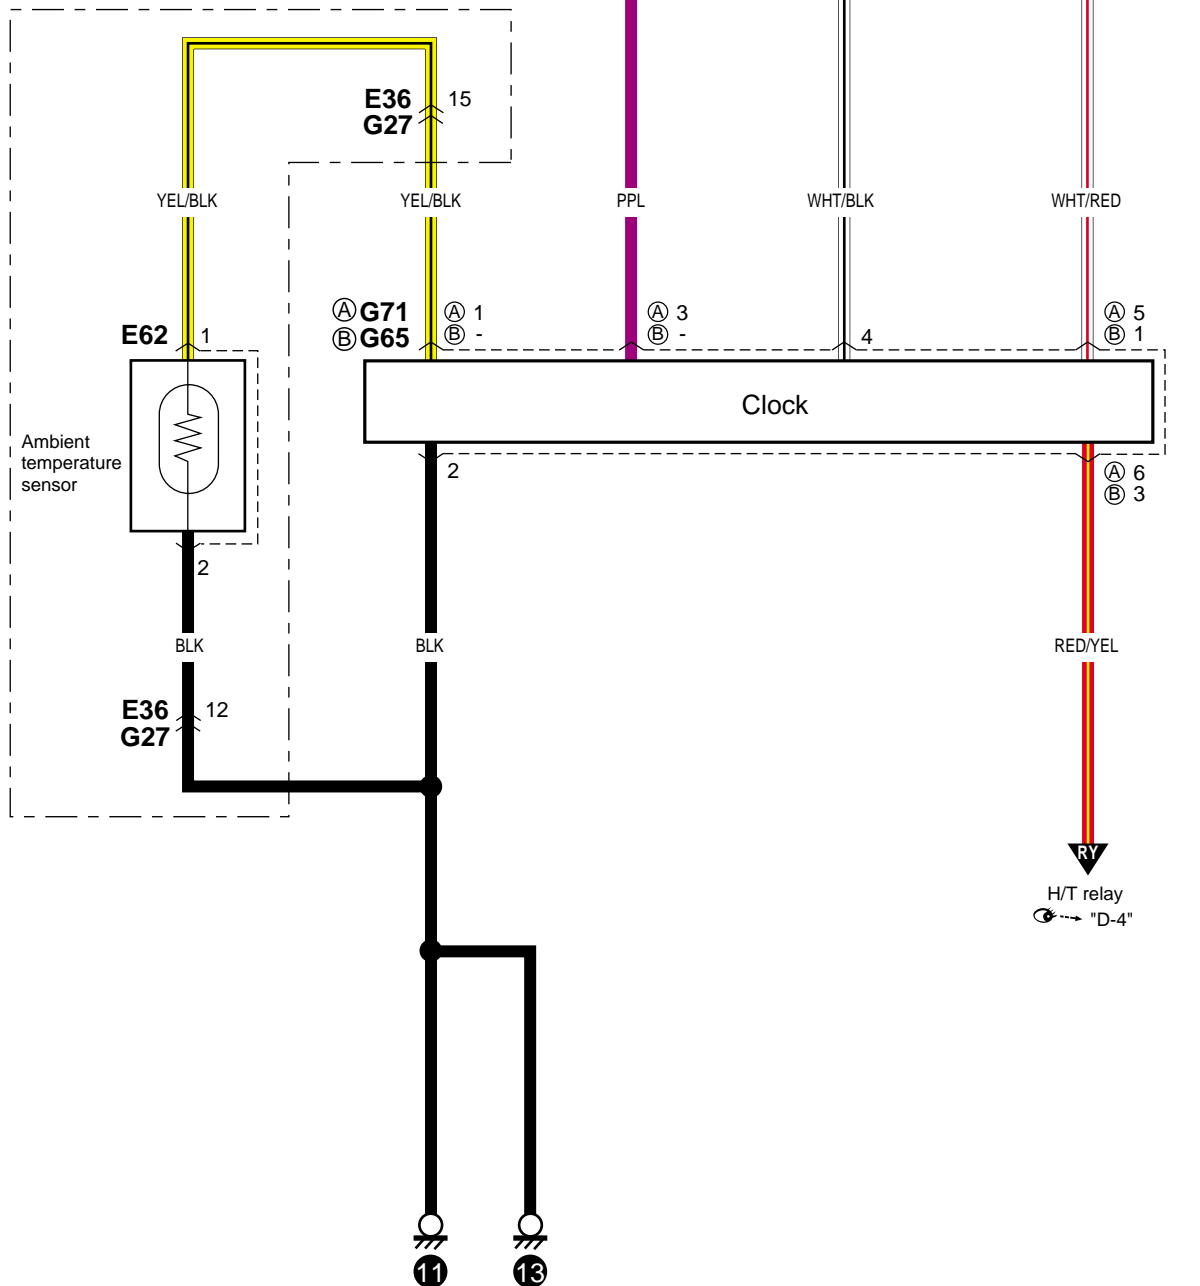 E36 15
G27
YEL/BLK YEL/BLK PPL WHT/BLK WHT/RED
Ⓐ G71 Ⓐ 1 Ⓐ 3 Ⓐ 5
E62 1 Ⓑ G65 Ⓑ - Ⓑ - 4 Ⓑ 1
Clock
Ambient
temperature
sensor
2 Ⓐ 6
Ⓑ 3
2
BLK BLK RED/YEL
E36 12
G27
RY
H/T relay
"D-4"
11 13